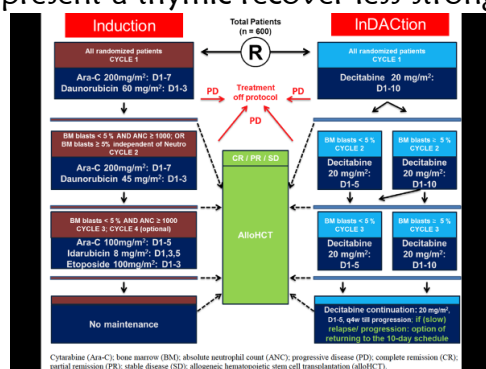 present a thymic recover less strong
Induction
Total Patients
(n = 600)
InDACtion
R
All randomized patients
CYCLE 1
Ara-C 200mg/m²: D1-7
Daunorubicin 60 mg/m²: D1-3
All randomized patients
CYCLE 1
Decitabine 20 mg/m²:
D1-10
PD
Treatment
off protocol
PD
PD
BM blasts < 5 % AND ANC ≥ 1000; OR
BM blasts ≥ 5% independent of Neutro
CYCLE 2
Ara-C 200mg/m²: D1-7
Daunorubicin 45 mg/m²: D1-3
CR / PR / SD
AlloHCT
BM blasts < 5 %
CYCLE 2
Decitabine
20 mg/m²:
D1-5
BM blasts ≥ 5%
CYCLE 2
Decitabine
20 mg/m²:
D1-10
BM blasts < 5 % AND ANC ≥ 1000
CYCLE 3; CYCLE 4 (optional)
Ara-C 100mg/m²: D1-5
Idarubicin 8 mg/m²: D1,3,5
Etoposide 100mg/m²: D1-3
BM blasts < 5 %
CYCLE 3
Decitabine
20 mg/m²:
D1-5
BM blasts ≥ 5%
CYCLE 3
Decitabine
20 mg/m²:
D1-10
No maintenance
Decitabine continuation: 20 mg/m²,
D1-5, q4w till progression: if (slow)
relapse/ progression: option of
returning to the 10-day schedule
Cytarabine (Ara-C); bone marrow (BM); absolute neutrophil count (ANC); progressive disease (PD); complete remission (CR);
partial remission (PR); stable disease (SD); allogeneic hematopoietic stem cell transplantation (alloHCT).